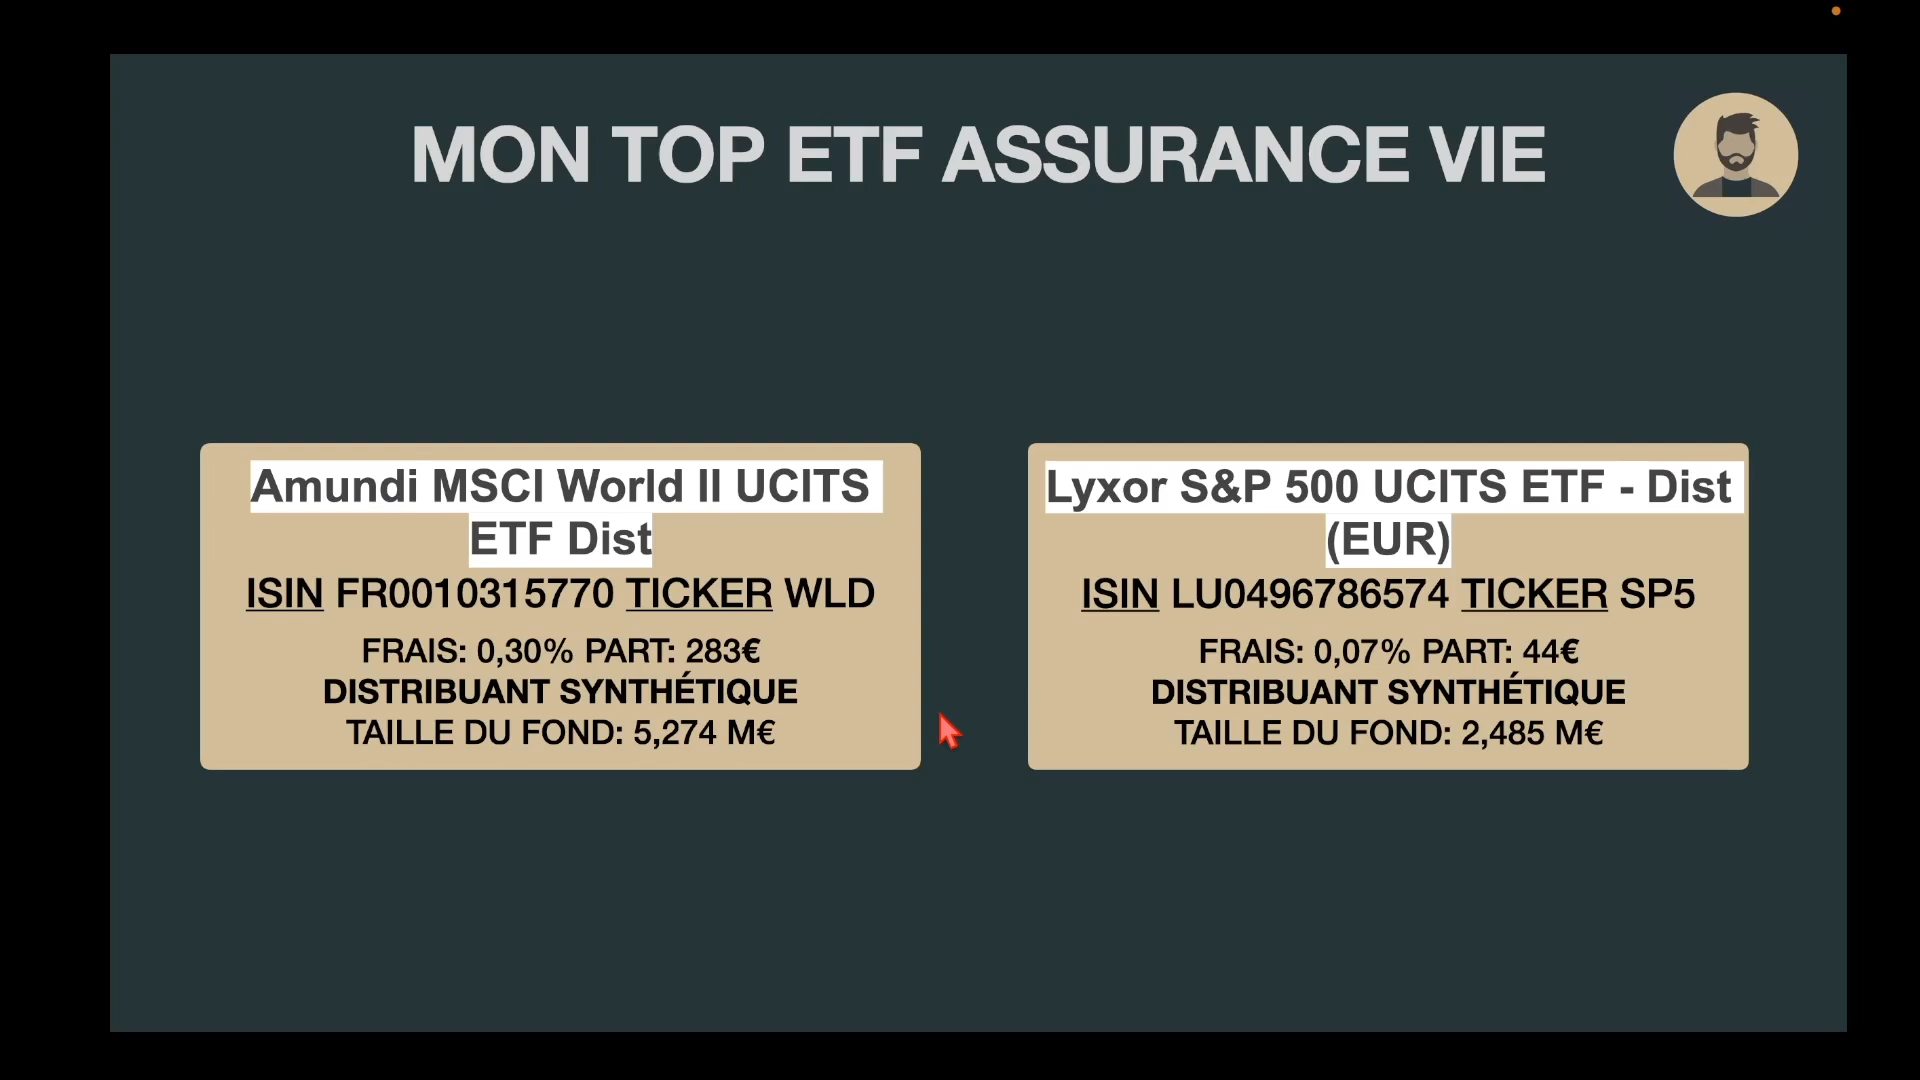 MON TOP ETF ASSURANCE VIE
Amundi MSCI World II UCITS
ETF Dist
ISIN FR0010315770 TICKER WLD
FRAIS: 0,30% PART: 283€
DISTRIBUANT SYNTHÉTIQUE
TAILLE DU FOND: 5,274 M€
Lyxor S&P 500 UCITS ETF - Dist
(EUR)
ISIN LU0496786574 TICKER SP5
FRAIS: 0,07% PART: 44€
DISTRIBUANT SYNTHÉTIQUE
TAILLE DU FOND: 2,485 M€